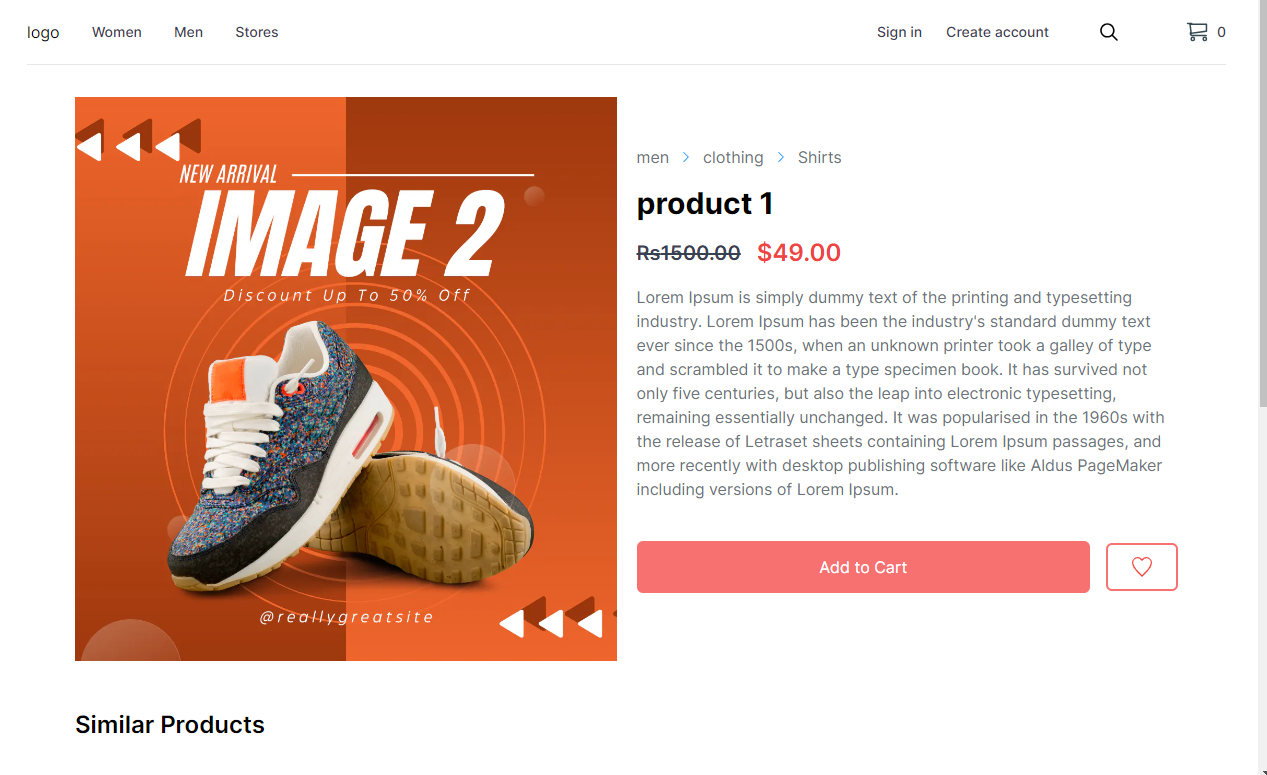 logo Women Men Stores Sign in Create account 0
NEW ARRIVAL
IMAGE 2
Discount Up To 50% Off
@reallygreatsite
men > clothing > Shirts
product 1
Rs1500.00 $49.00
Lorem Ipsum is simply dummy text of the printing and typesetting
industry. Lorem Ipsum has been the industry's standard dummy text
ever since the 1500s, when an unknown printer took a galley of type
and scrambled it to make a type specimen book. It has survived not
only five centuries, but also the leap into electronic typesetting,
remaining essentially unchanged. It was popularised in the 1960s with
the release of Letraset sheets containing Lorem Ipsum passages, and
more recently with desktop publishing software like Aldus PageMaker
including versions of Lorem Ipsum.
Add to Cart
Similar Products